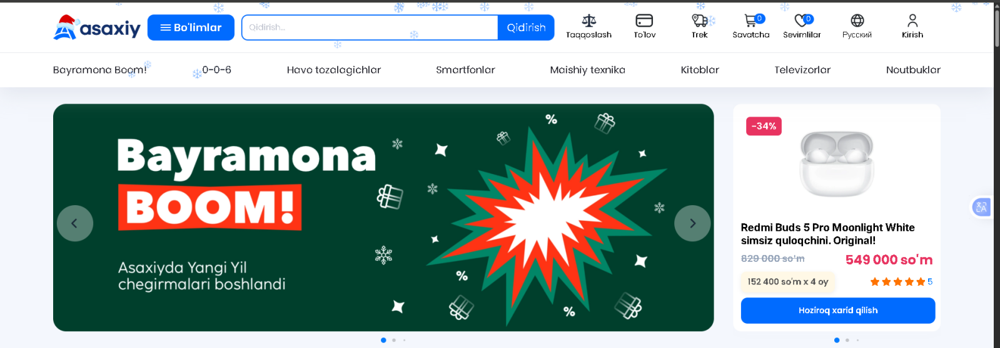 asaxiy
Bo'limlar
Qidirish...
Qidirish
Taqqoslash
To'lov
Trek
0
Savatcha
0
Sevimlilar
Русский
Kirish
Bayramona Boom!
0-0-6
Havo tozalagichlar
Smartfonlar
Maishiy texnika
Kitoblar
Televizorlar
Noutbuklar
Bayramona
BOOM!
Asaxiyda Yangi Yil
chegirmalari boshlandi
%
%
%
-34%
Redmi Buds 5 Pro Moonlight White
simsiz quloqchini. Original!
829 000 so'm
549 000 so'm
152 400 so'm x 4 oy
5
Hoziroq xarid qilish